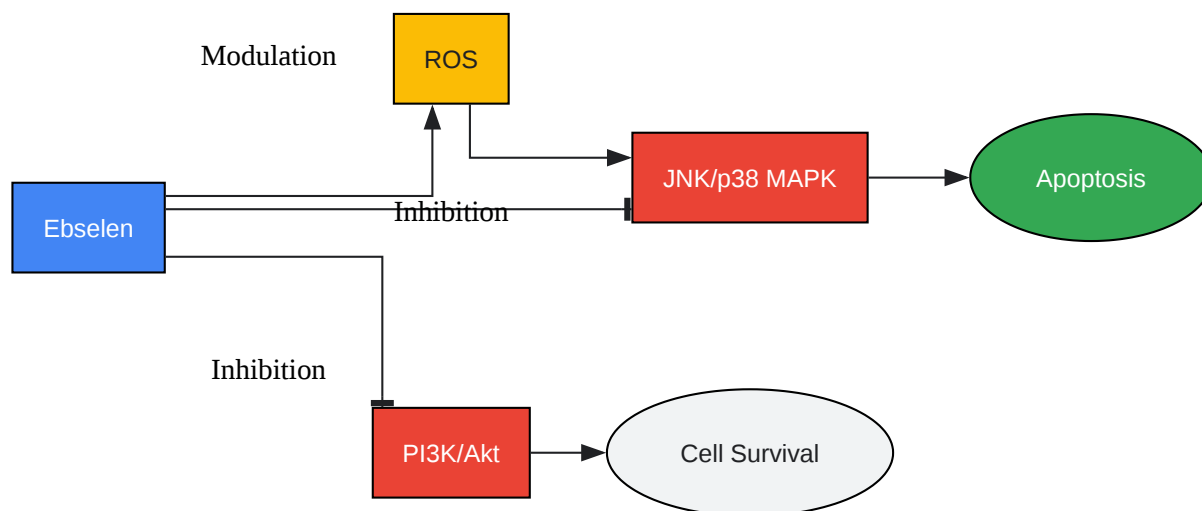 Modulation
ROS
JNK/p38 MAPK
Apoptosis
Inhibition
Ebselen
Inhibition
PI3K/Akt
Cell Survival